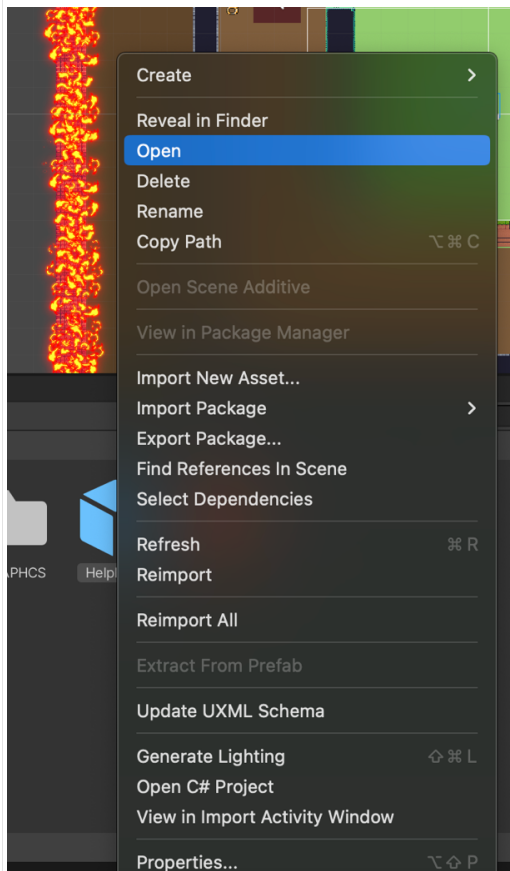 Create
Reveal in Finder
Open
Delete
Rename
Copy Path ⌥ ⌘ C
Open Scene Additive
View in Package Manager
Import New Asset...
Import Package
Export Package...
Find References In Scene
Select Dependencies
Refresh ⌘ R
APHCS Help
Reimport
Reimport All
Extract From Prefab
Update UXML Schema
Generate Lighting ⇧ ⌘ L
Open C# Project
View in Import Activity Window
Properties... ⌥ ⇧ P